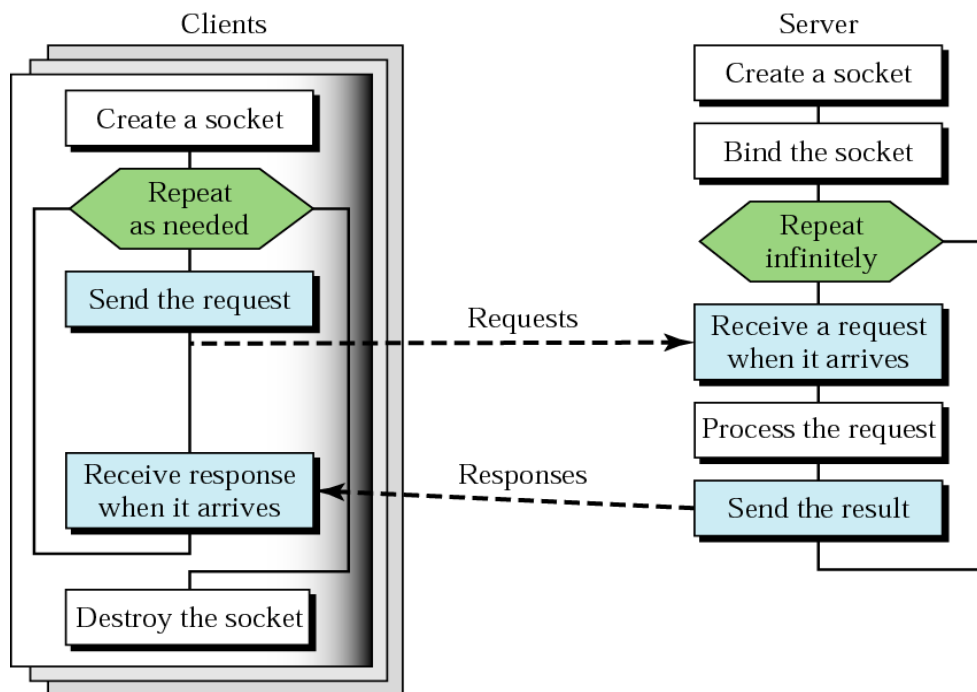 Clients
Create a socket
Repeat
as needed
Send the request
Receive response
when it arrives
Destroy the socket
Requests
Responses
Server
Create a socket
Bind the socket
Repeat
infinitely
Receive a request
when it arrives
Process the request
Send the result